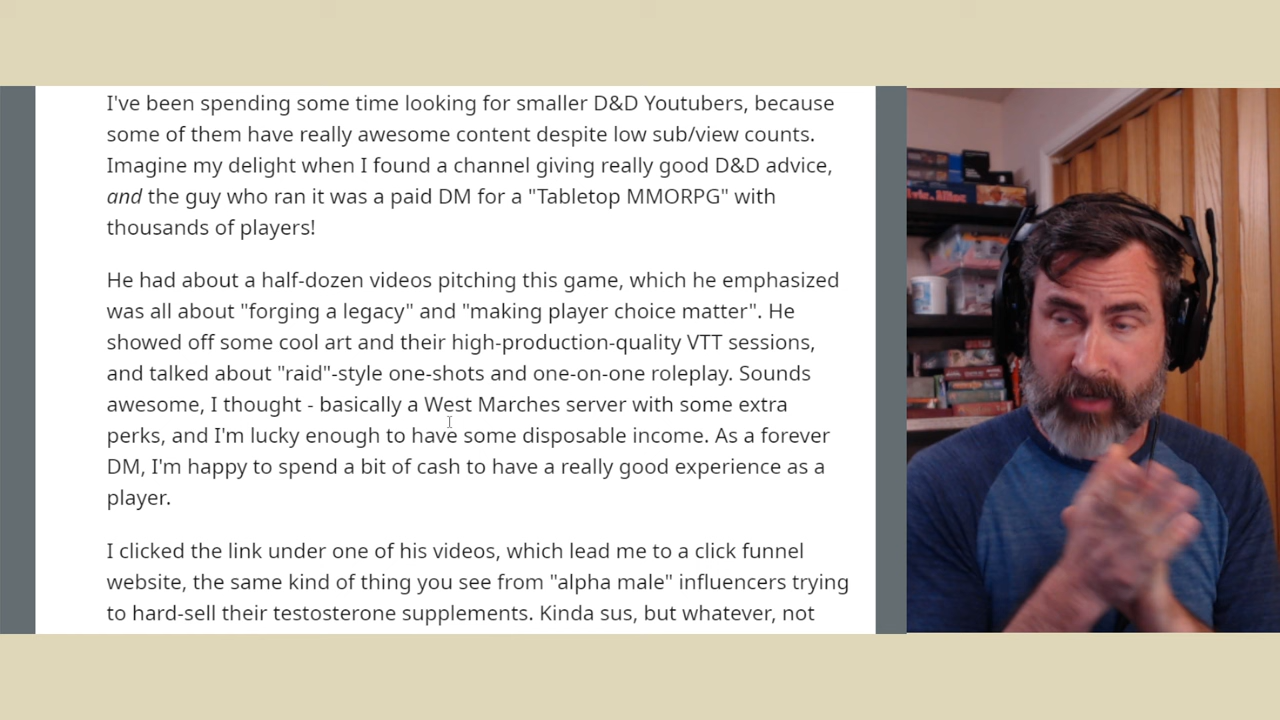 I've been spending some time looking for smaller D&D Youtubers, because
some of them have really awesome content despite low sub/view counts.
Imagine my delight when I found a channel giving really good D&D advice,
and the guy who ran it was a paid DM for a "Tabletop MMORPG" with
thousands of players!
He had about a half-dozen videos pitching this game, which he emphasized
was all about "forging a legacy" and "making player choice matter". He
showed off some cool art and their high-production-quality VTT sessions,
and talked about "raid"-style one-shots and one-on-one roleplay. Sounds
awesome, I thought - basically a West Marches server with some extra
perks, and I'm lucky enough to have some disposable income. As a forever
DM, I'm happy to spend a bit of cash to have a really good experience as a
player.
I clicked the link under one of his videos, which lead me to a click funnel
website, the same kind of thing you see from "alpha male" influencers trying
to hard-sell their testosterone supplements. Kinda sus, but whatever, not